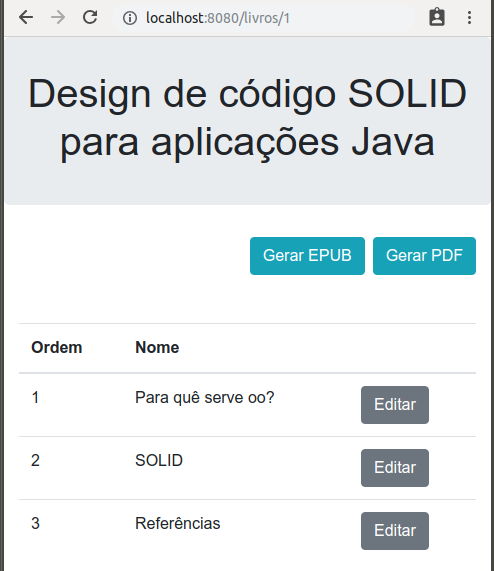 localhost:8080/livros/1
Design de código SOLID
para aplicações Java
Gerar EPUB Gerar PDF
Ordem Nome
1 Para quê serve oo? Editar
2 SOLID Editar
3 Referências Editar